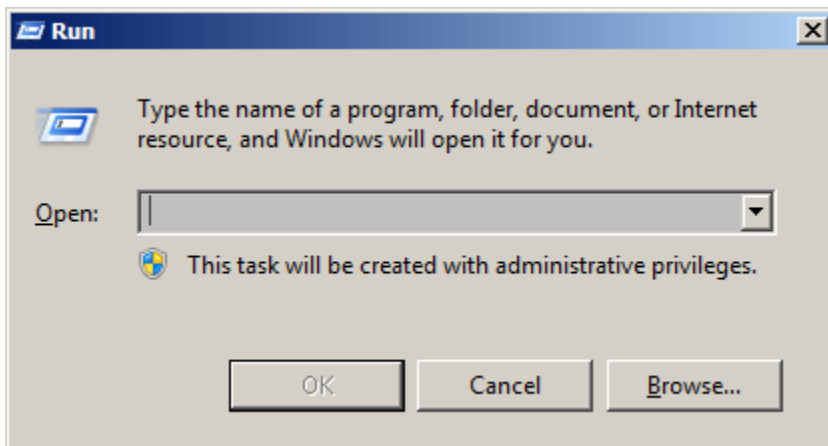 Run
Type the name of a program, folder, document, or Internet
resource, and Windows will open it for you.
Open:
This task will be created with administrative privileges.
OK Cancel Browse...